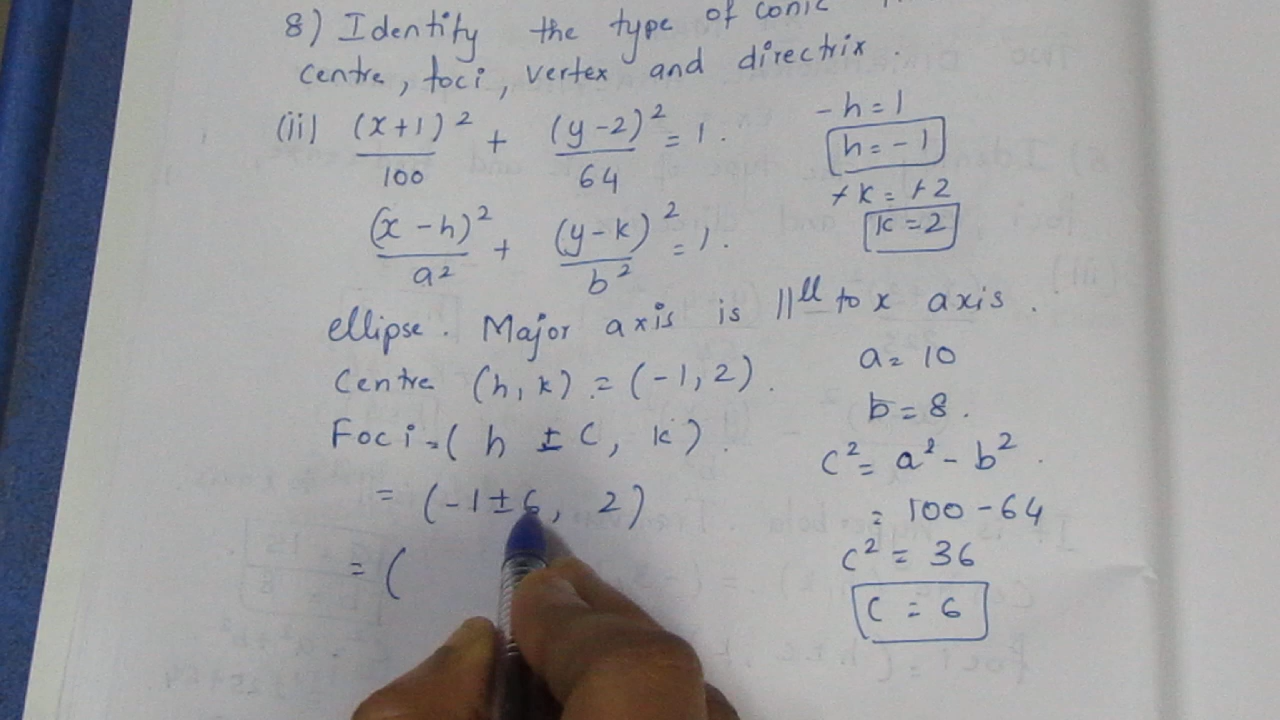 8) Identify the type of conic
centre, foci, vertex and directrix.
(ii) (x+1)²/100 + (y-2)²/64 = 1.
(x-h)²/a² + (y-k)²/b² = 1.
ellipse. Major axis is ||ˡˡ to x axis.
Centre (h, k) = (-1, 2).
Foci = (h ± c, k)
= (-1 ± 6, 2)
= (
-h = 1
h = -1
+k = +2
k = 2
a = 10
b = 8.
c² = a² - b².
= 100 - 64
c² = 36
c = 6